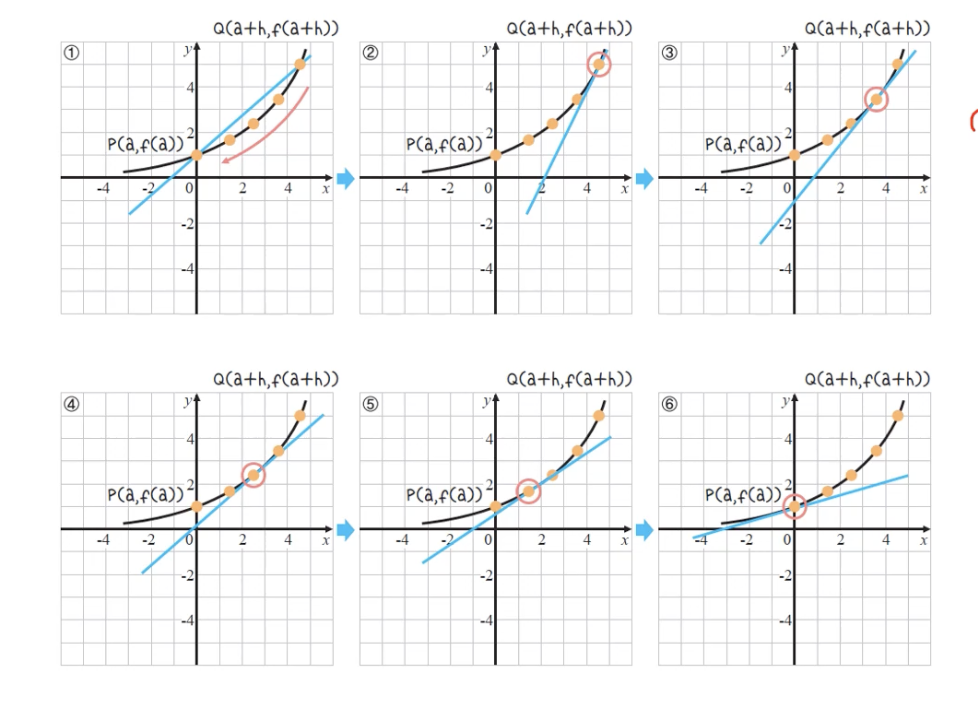 Q(a+h,f(a+h)) Q(a+h,f(a+h)) Q(a+h,f(a+h))
① y ② y ③ y
4 4 4
P(a,f(a)) 2 P(a,f(a)) 2 P(a,f(a)) 2
-4 -2 0 2 4 x -4 -2 0 2 4 x -4 -2 0 2 4 x
-2 -2 -2
-4 -4 -4
Q(a+h,f(a+h)) Q(a+h,f(a+h)) Q(a+h,f(a+h))
④ y ⑤ y ⑥ y
4 4 4
P(a,f(a)) 2 P(a,f(a)) 2 P(a,f(a)) 2
-4 -2 0 2 4 x -4 -2 0 2 4 x -4 -2 0 2 4 x
-2 -2 -2
-4 -4 -4